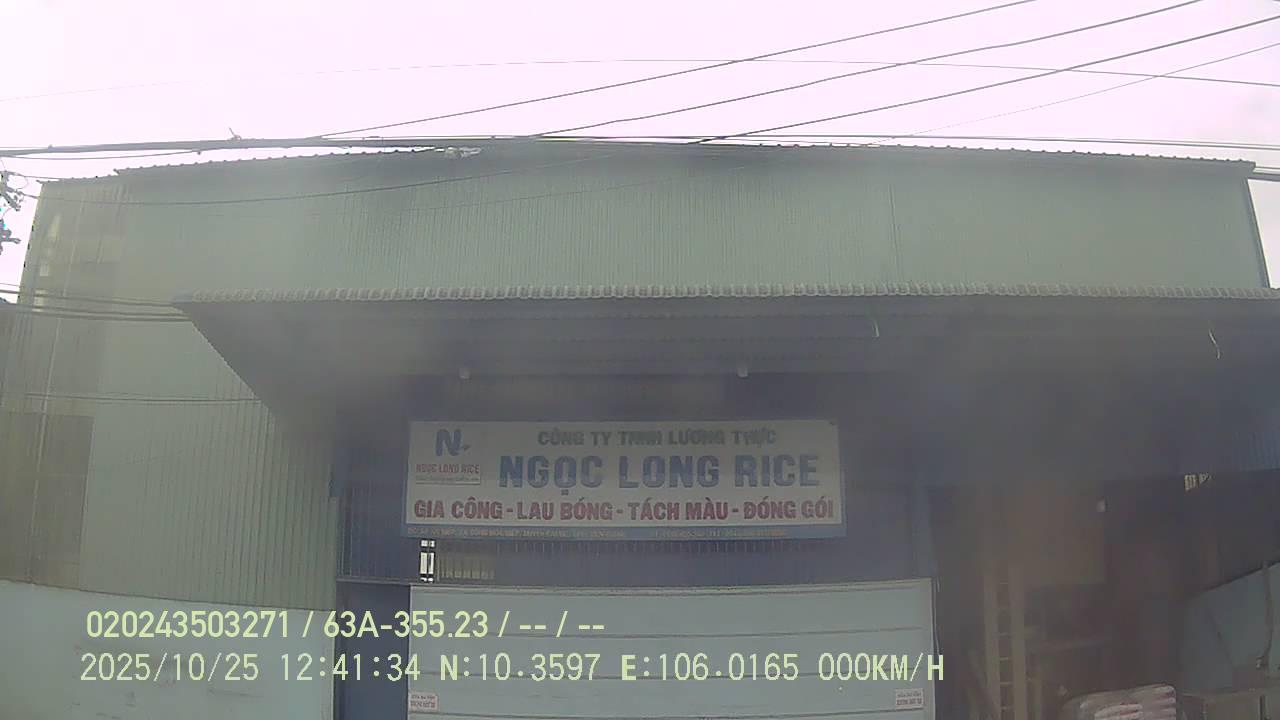 CÔNG TY TNHH LƯƠNG THỰC
N
NGỌC LONG RICE
NGỌC LONG RICE
GIA CÔNG - LAU BÓNG - TÁCH MÀU - ĐÓNG GÓI
020243503271 / 63A-355.23 / -- / --
2025/10/25 12:41:34 N:10.3597 E:106.0165 000KM/H